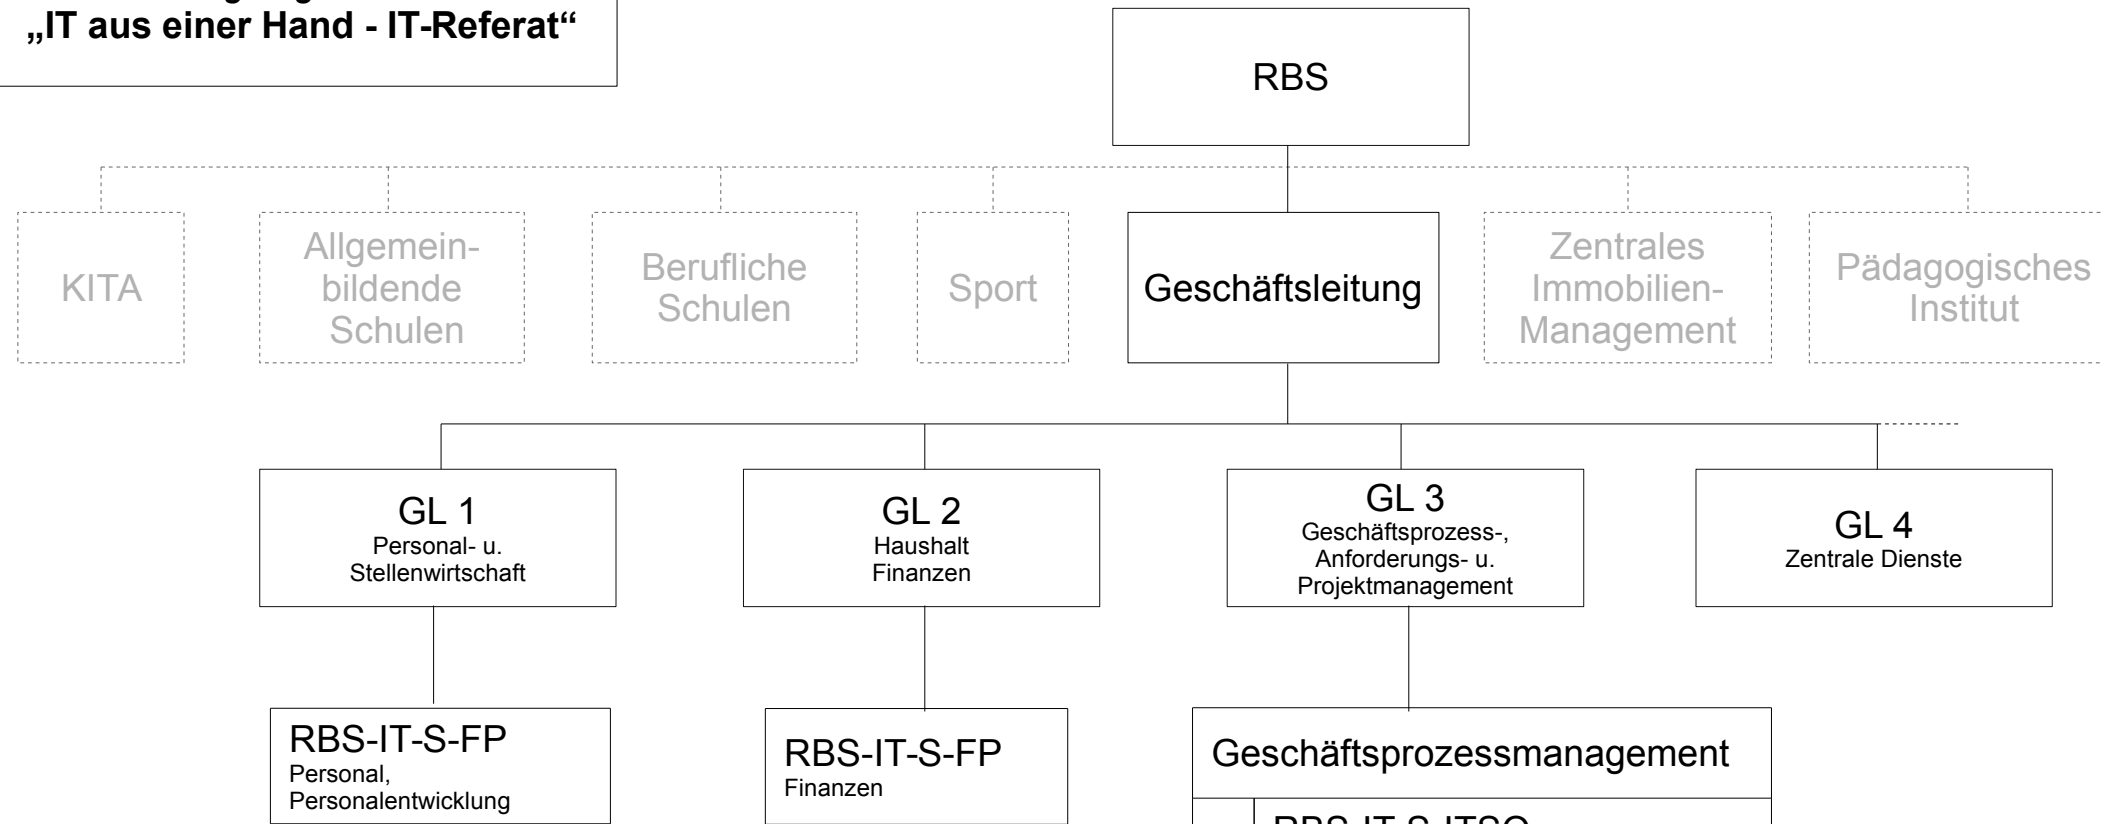 „IT aus einer Hand - IT-Referat“
RBS
KITA
Allgemein-
bildende
Schulen
Berufliche
Schulen
Sport
Geschäftsleitung
Zentrales
Immobilien-
Management
Pädagogisches
Institut
GL 1
Personal- u.
Stellenwirtschaft
GL 2
Haushalt
Finanzen
GL 3
Geschäftsprozess-,
Anforderungs- u.
Projektmanagement
GL 4
Zentrale Dienste
RBS-IT-S-FP
Personal,
Personalentwicklung
RBS-IT-S-FP
Finanzen
Geschäftsprozessmanagement